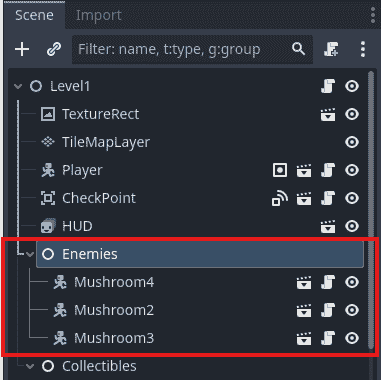 Scene Import
Filter: name, t:type, g:group
Level1
TextureRect
TileMapLayer
Player
CheckPoint
HUD
Enemies
Mushroom4
Mushroom2
Mushroom3
Collectibles